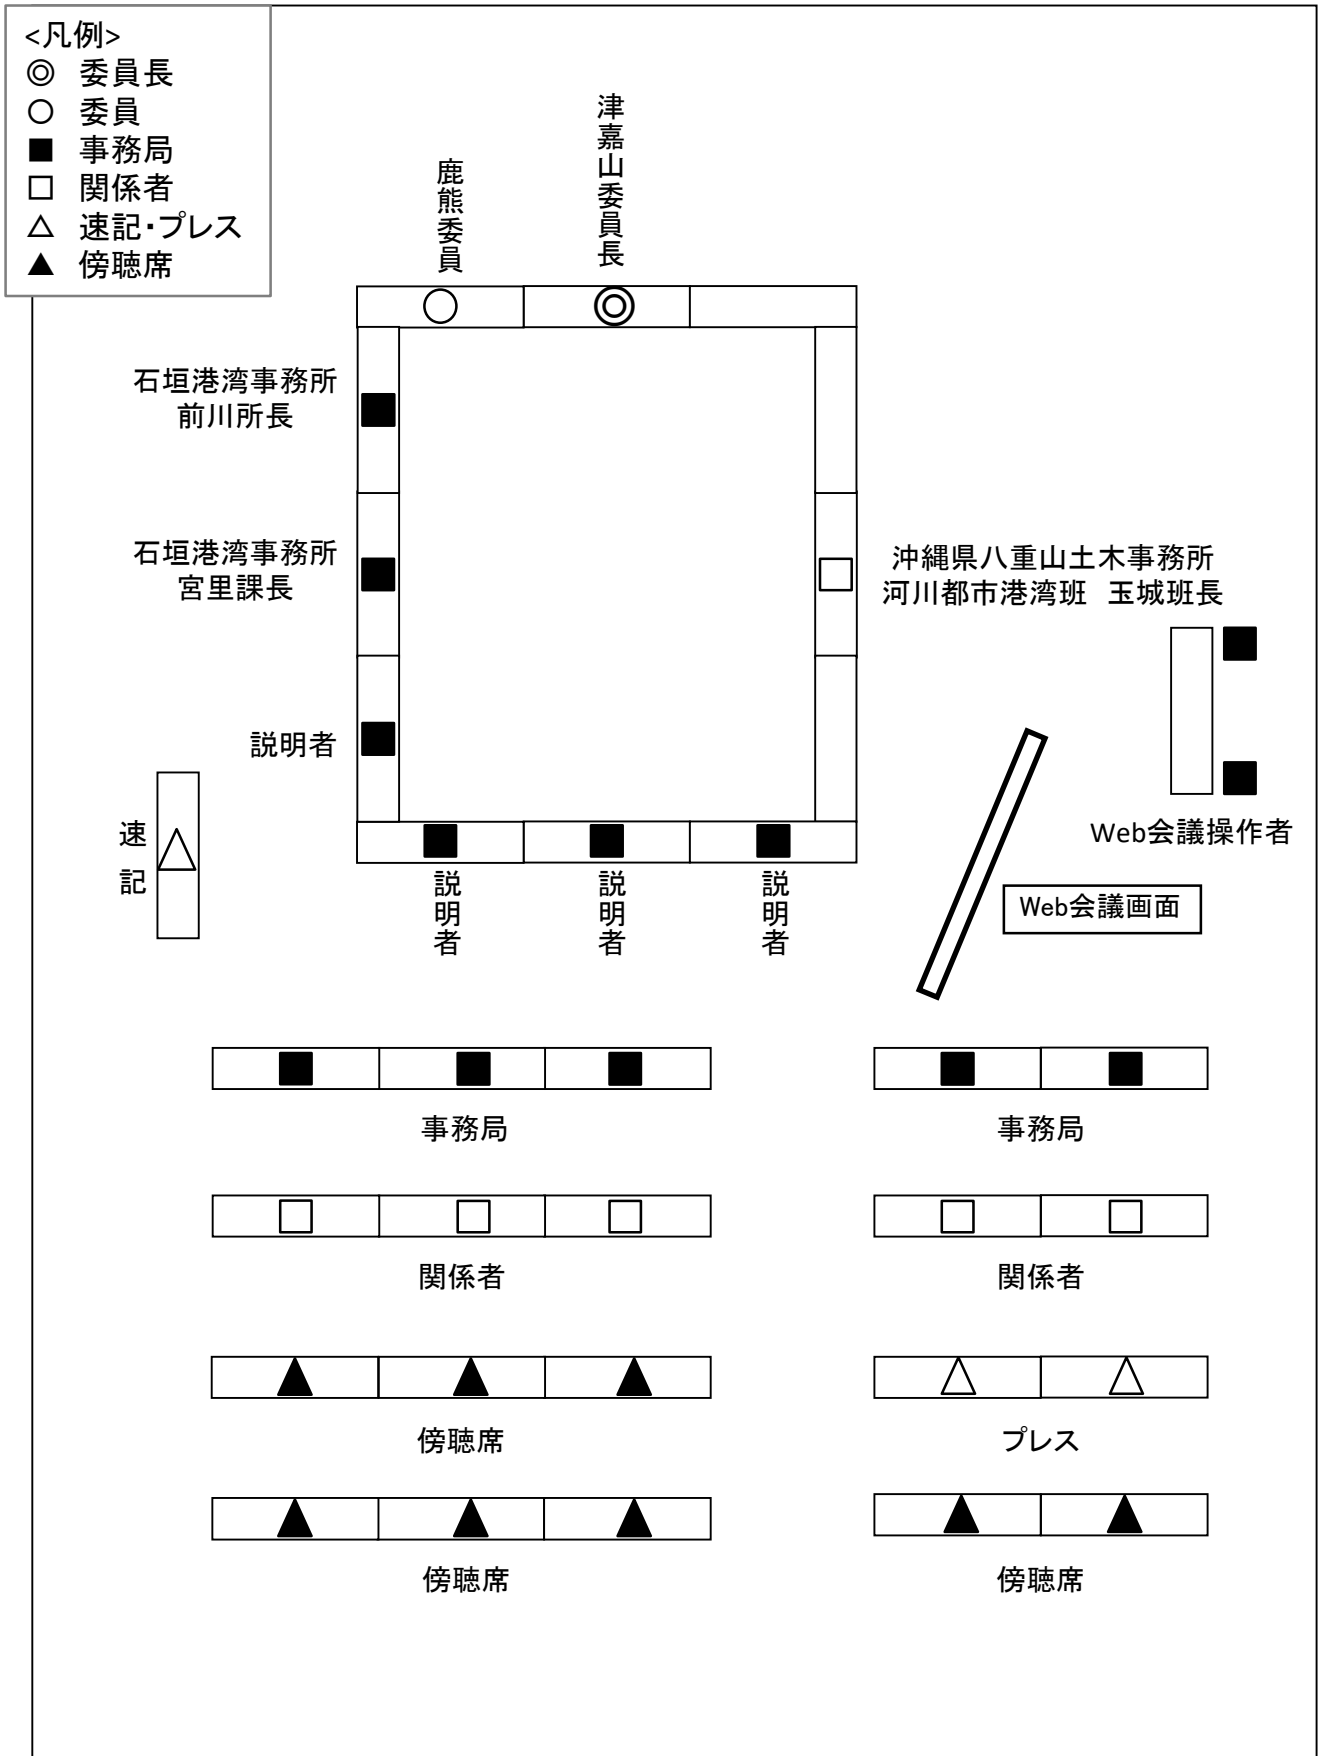 <凡例>
◎ 委員長
○ 委員
■ 事務局
□ 関係者
△ 速記・プレス
▲ 傍聴席
鹿熊委員
津嘉山委員長
石垣港湾事務所
前川所長
石垣港湾事務所
宮里課長
説明者
沖縄県八重山土木事務所
河川都市港湾班 玉城班長
Web会議操作者
Web会議画面
速記
説明者
説明者
説明者
事務局
事務局
関係者
関係者
傍聴席
プレス
傍聴席
傍聴席